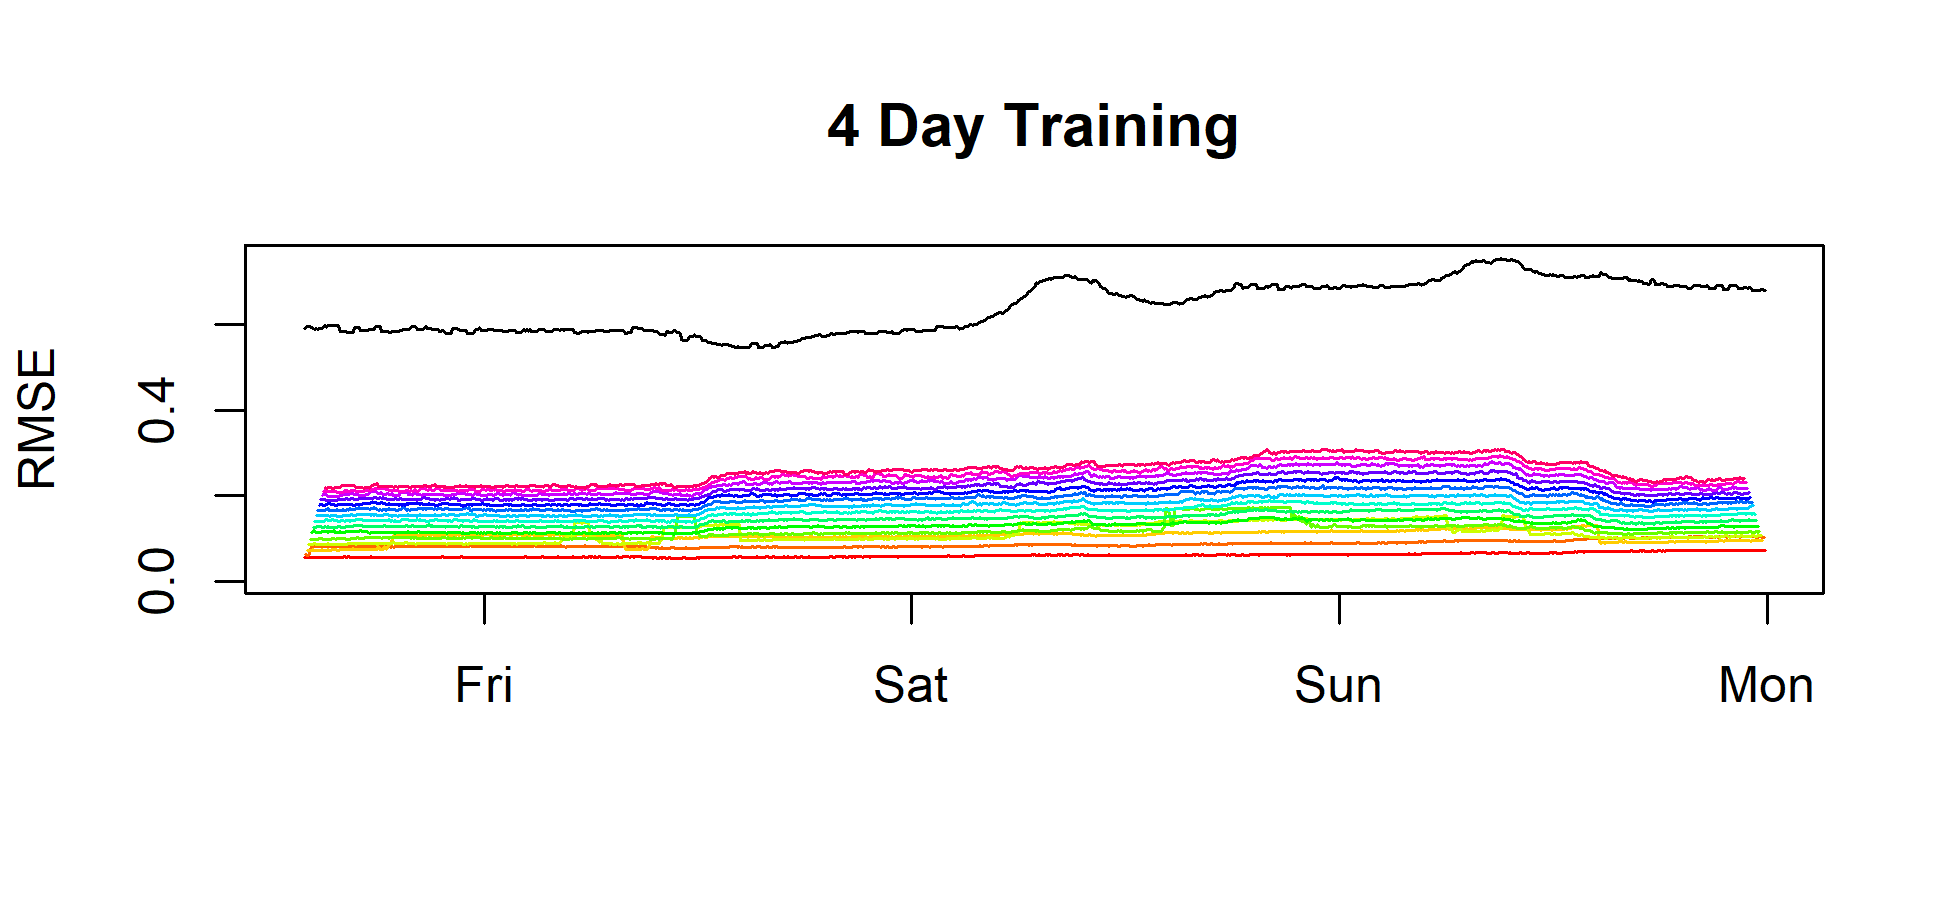 4 Day Training
RMSE
0.4
0.0
Fri Sat Sun Mon